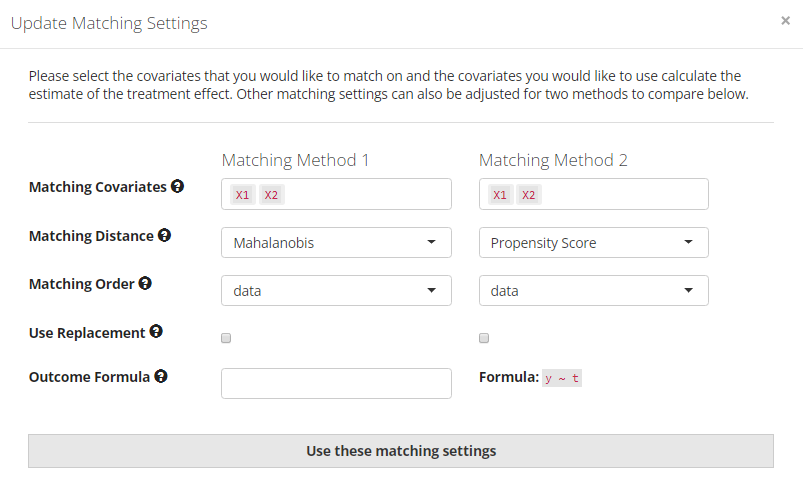 Update Matching Settings ×
Please select the covariates that you would like to match on and the covariates you would like to use calculate the
estimate of the treatment effect. Other matching settings can also be adjusted for two methods to compare below.
Matching Method 1 Matching Method 2
Matching Covariates ? X1 X2 X1 X2
Matching Distance ? Mahalanobis Propensity Score
Matching Order ? data data
Use Replacement ?
Outcome Formula ? Formula: y ~ t
Use these matching settings